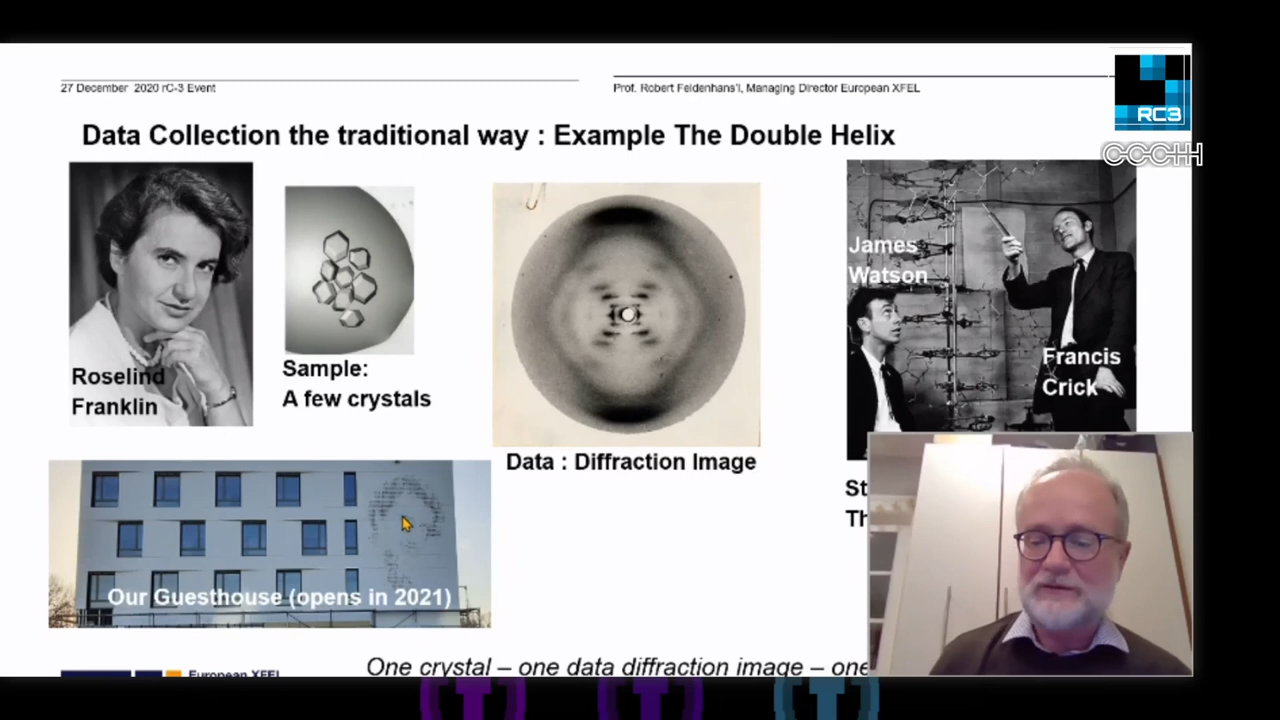 27 December 2020 rC-3 Event
Prof. Robert Feidenhans'l, Managing Director European XFEL
RC3
CCCHH
Data Collection the traditional way : Example The Double Helix
James
Watson
Francis
Crick
Roselind
Franklin
Sample:
A few crystals
Data : Diffraction Image
St
Th
Our Guesthouse (opens in 2021)
One crystal – one data diffraction image – one
European XFEL